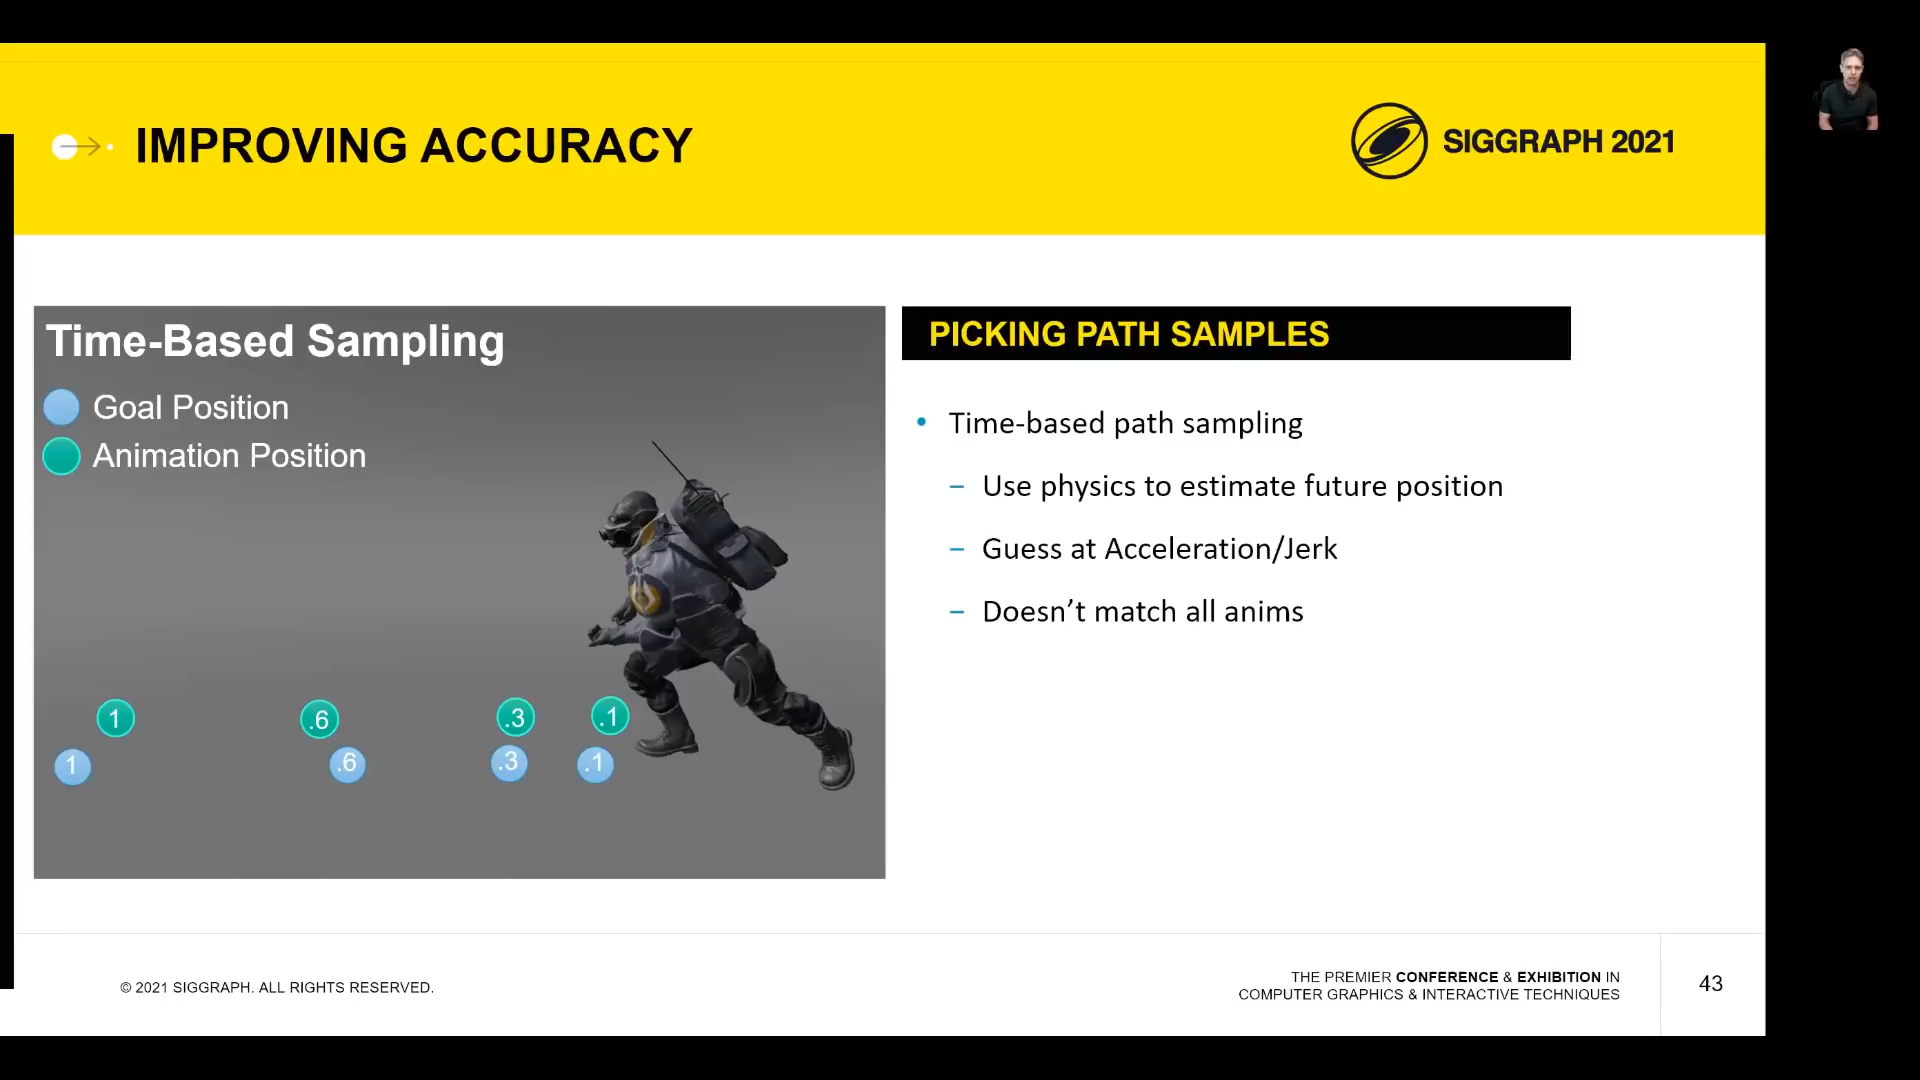 IMPROVING ACCURACY
SIGGRAPH 2021
Time-Based Sampling
Goal Position
Animation Position
1
.6
.3
.1
1
.6
.3
.1
PICKING PATH SAMPLES
• Time-based path sampling
– Use physics to estimate future position
– Guess at Acceleration/Jerk
– Doesn’t match all anims
© 2021 SIGGRAPH. ALL RIGHTS RESERVED.
THE PREMIER CONFERENCE & EXHIBITION IN
COMPUTER GRAPHICS & INTERACTIVE TECHNIQUES
43